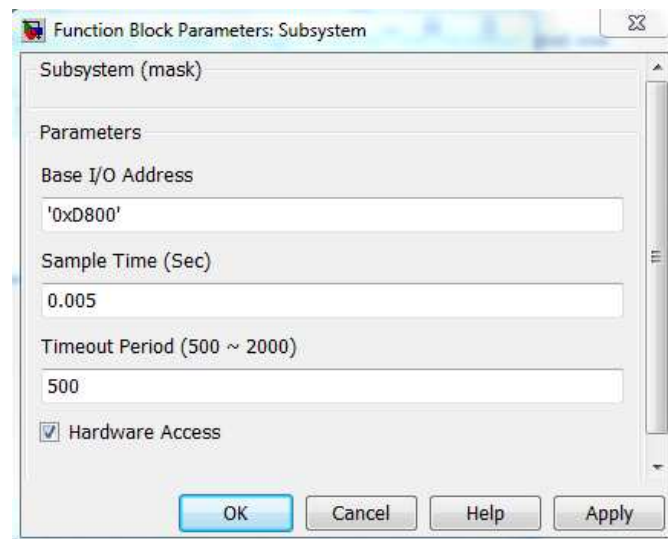 Function Block Parameters: Subsystem
Subsystem (mask)
Parameters
Base I/O Address
'0xD800'
Sample Time (Sec)
0.005
Timeout Period (500 ~ 2000)
500
Hardware Access
OK Cancel Help Apply